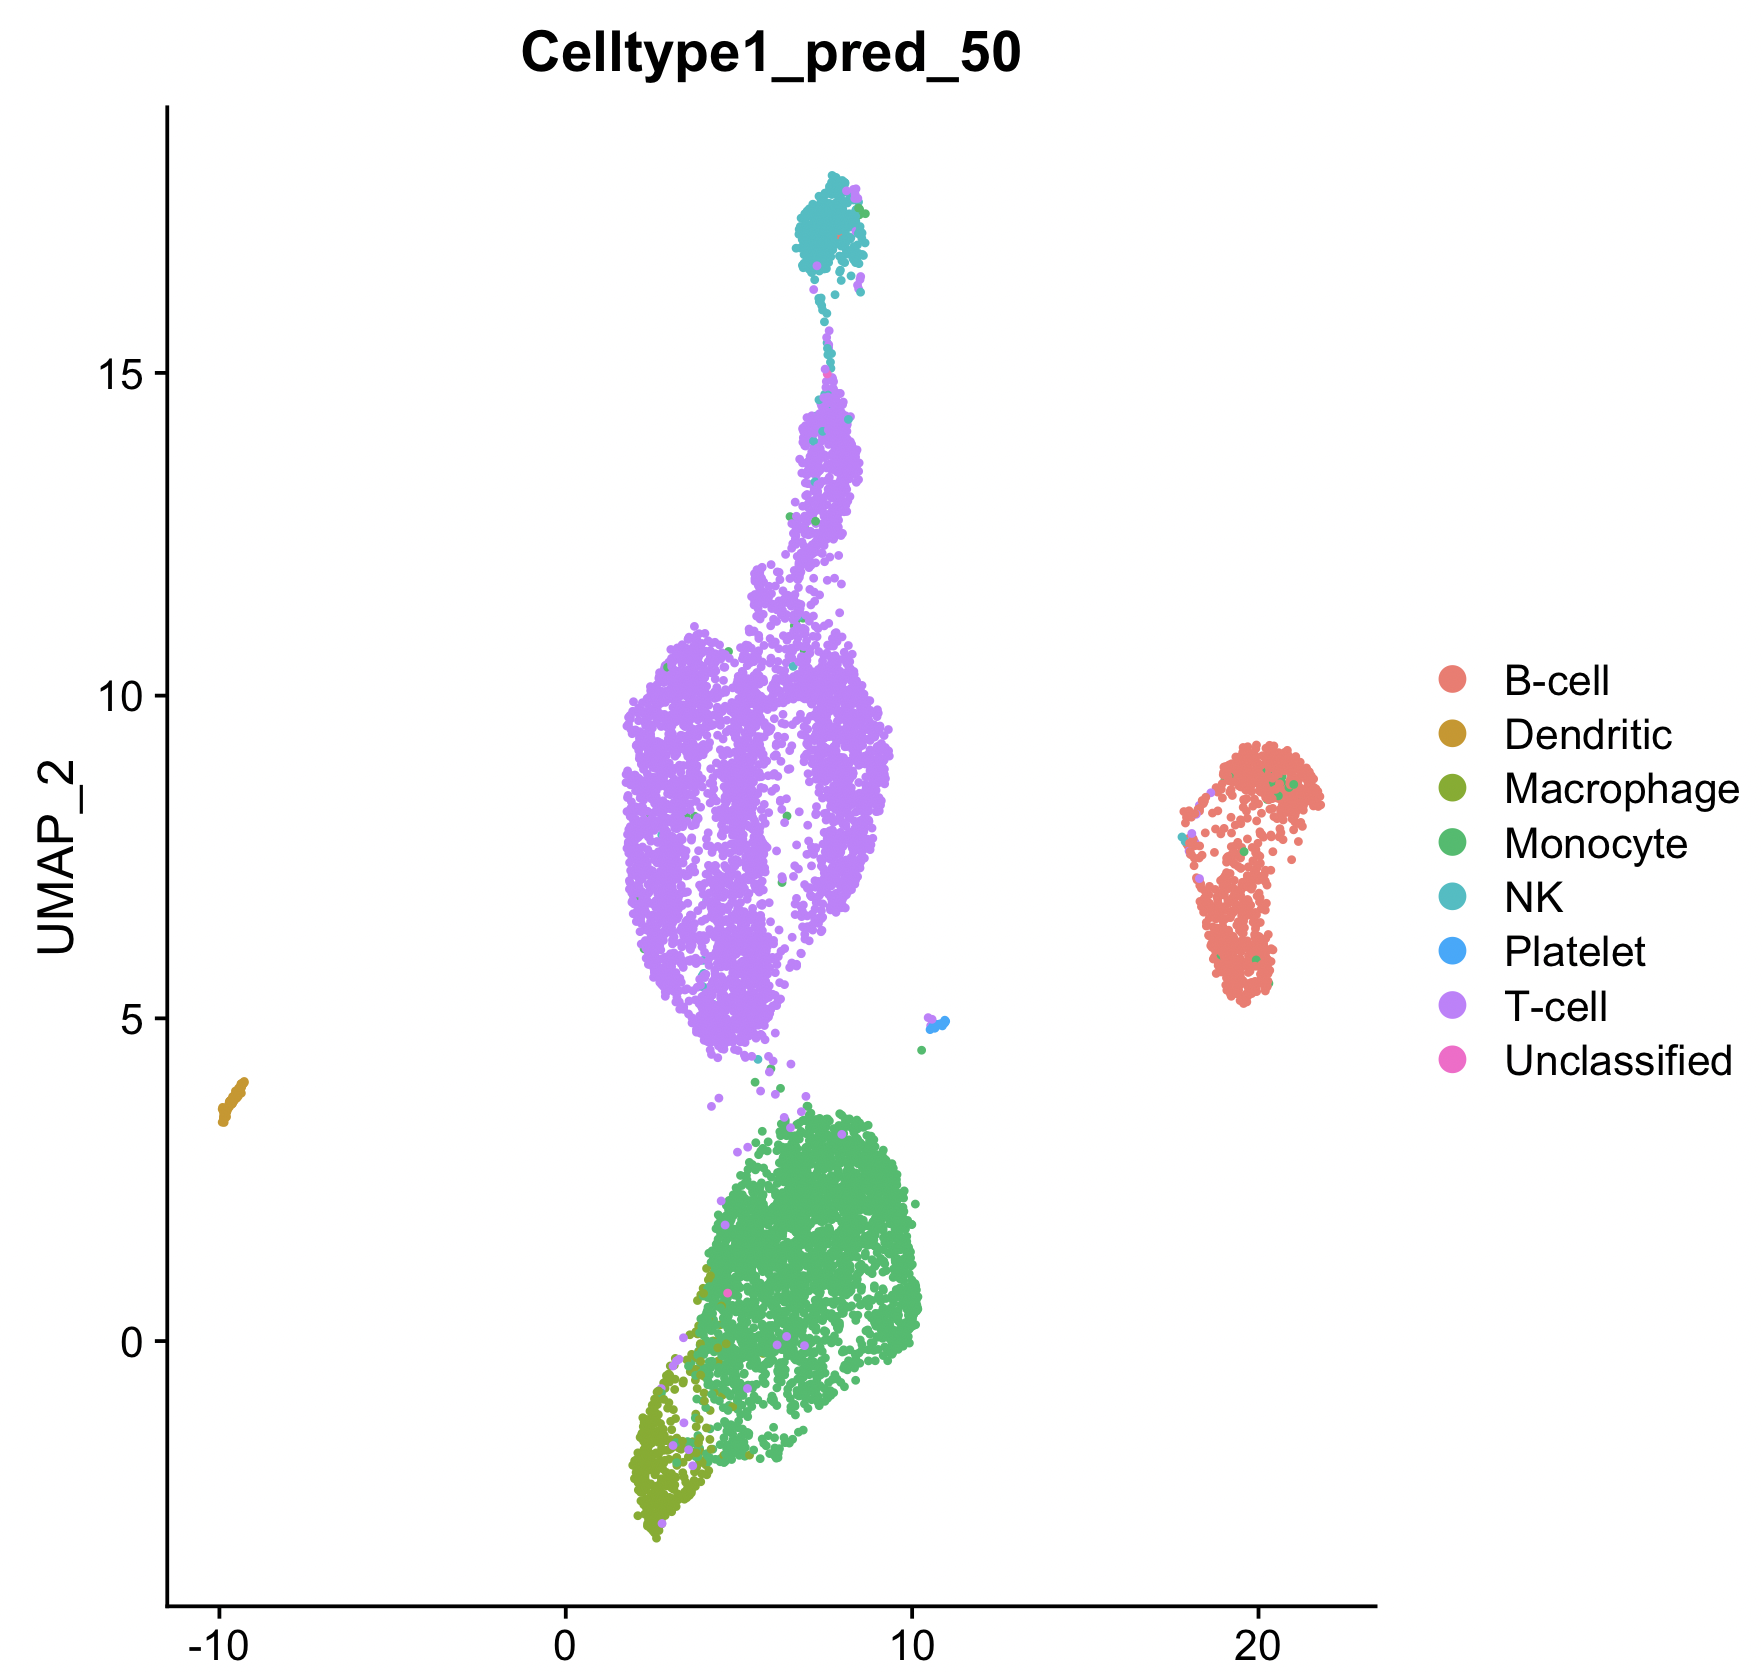 Celltype1_pred_50
UMAP_2
15
10
5
0
-10
0
10
20
B-cell
Dendritic
Macrophage
Monocyte
NK
Platelet
T-cell
Unclassified